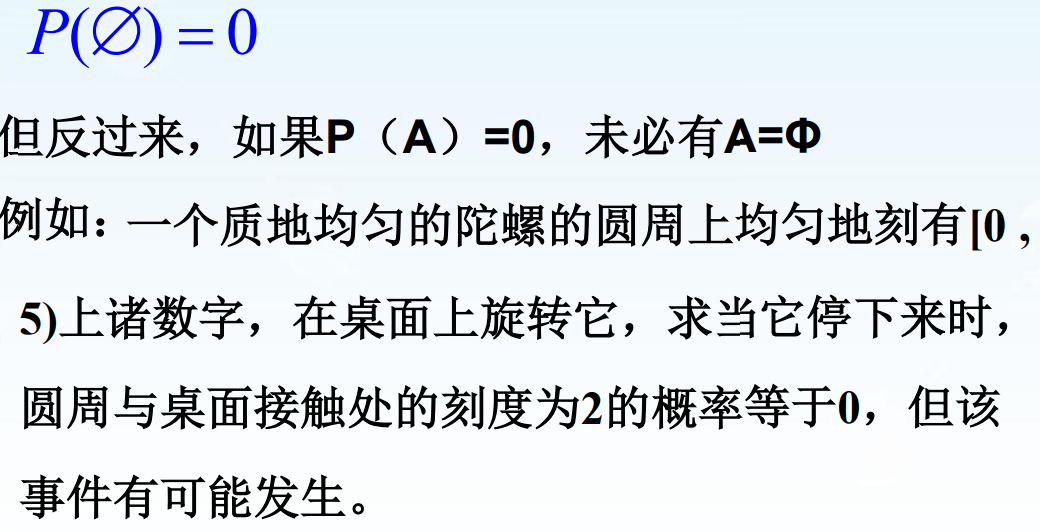 P(∅) = 0
但反过来，如果P（A）=0，未必有A=Φ
例如：一个质地均匀的陀螺的圆周上均匀地刻有[0 ,
5)上诸数字，在桌面上旋转它，求当它停下来时，
圆周与桌面接触处的刻度为2的概率等于0，但该
事件有可能发生。